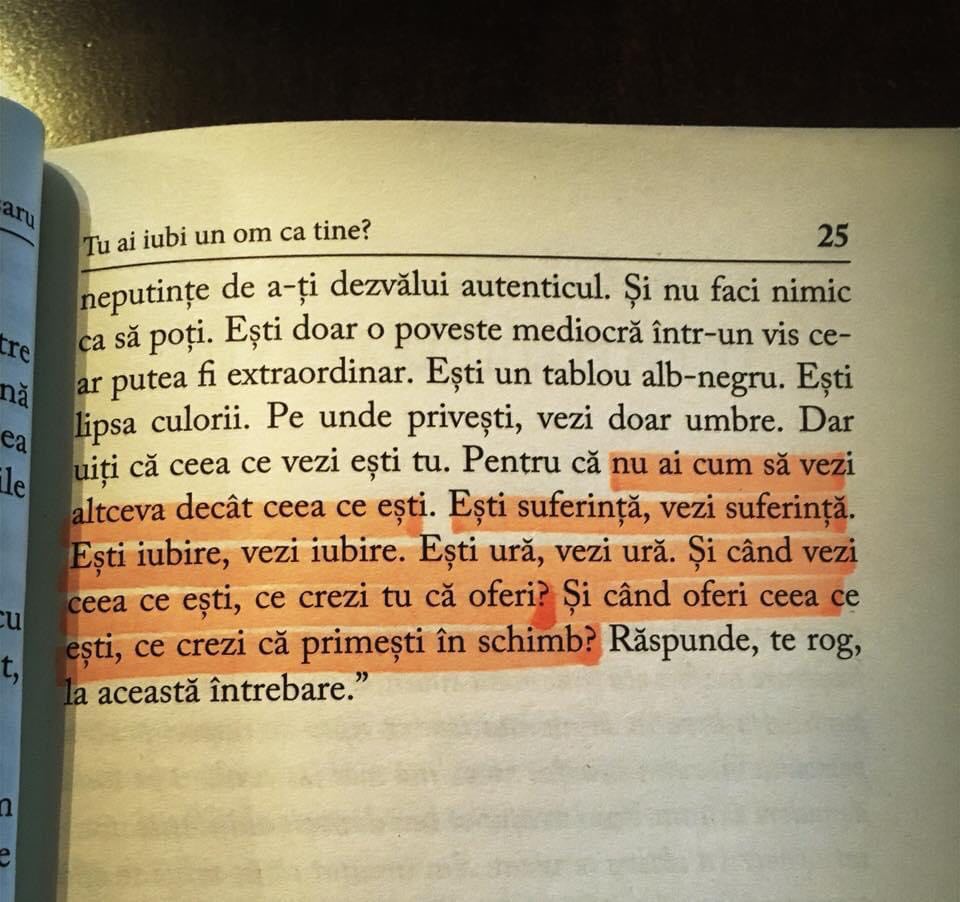 Tu ai iubi un om ca tine? 25
neputințe de a-ți dezvălui autenticul. Și nu faci nimic
ca să poți. Ești doar o poveste mediocră într-un vis ce-
ar putea fi extraordinar. Ești un tablou alb-negru. Ești
lipsa culorii. Pe unde privești, vezi doar umbre. Dar
uiți că ceea ce vezi ești tu. Pentru că nu ai cum să vezi
altceva decât ceea ce ești. Ești suferință, vezi suferință.
Ești iubire, vezi iubire. Ești ură, vezi ură. Și când vezi
ceea ce ești, ce crezi tu că oferi? Și când oferi ceea ce
ești, ce crezi că primești în schimb? Răspunde, te rog,
la această întrebare.”